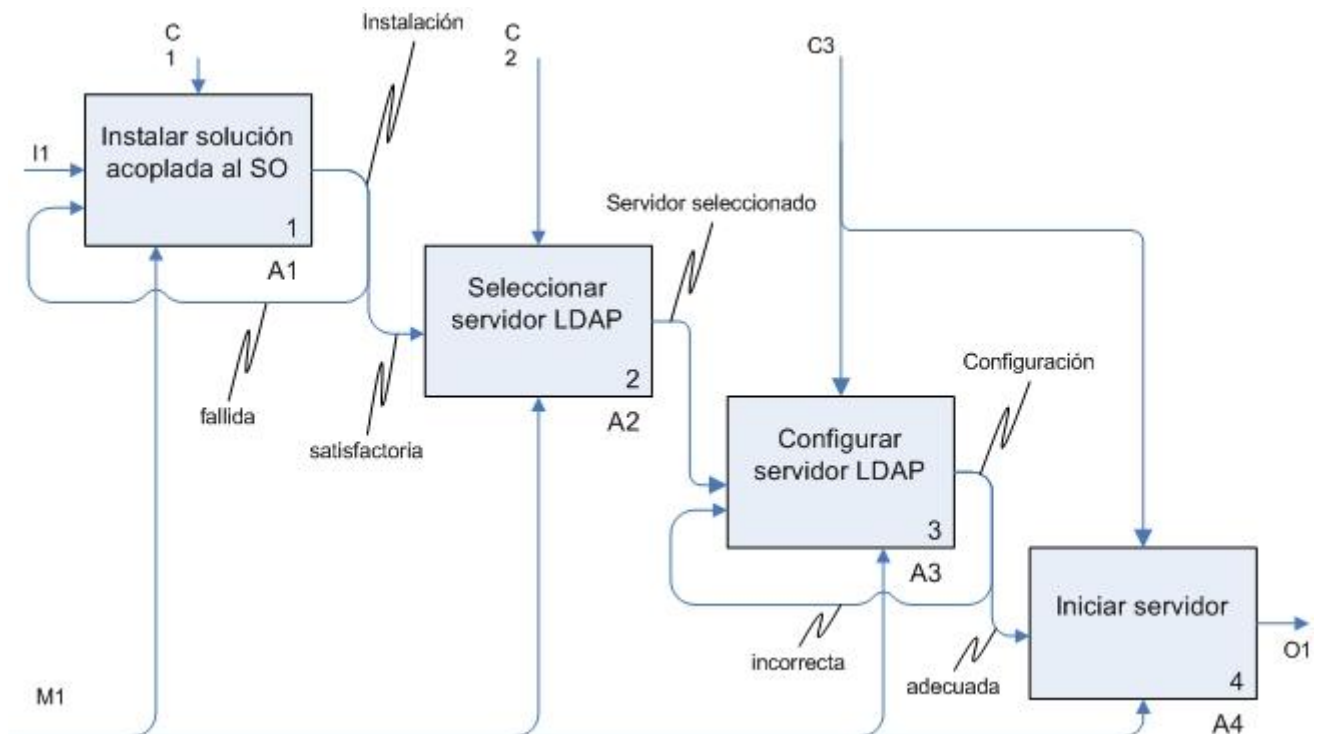 Instalación
C
1
C
2
C3
Instalar solución
acoplada al SO
1
I1
A1
Servidor seleccionado
Seleccionar
servidor LDAP
2
A2
fallida
satisfactoria
Configuración
Configurar
servidor LDAP
3
A3
Iniciar servidor
4
A4
O1
incorrecta
adecuada
M1